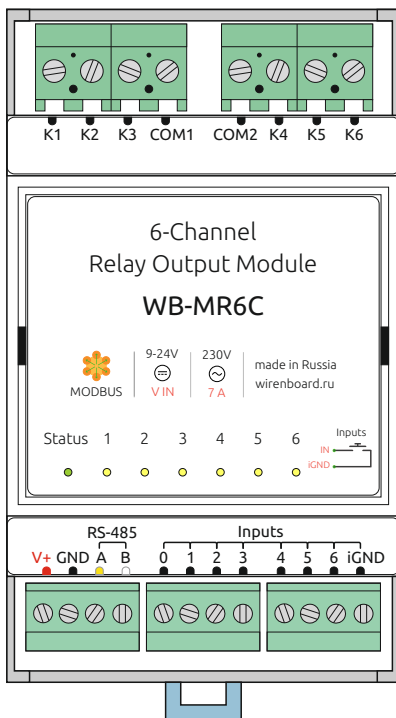 K1 K2 K3 COM1 COM2 K4 K5 K6
6-Channel
Relay Output Module
WB-MR6C
MODBUS
9-24V
V IN
230V
7 A
made in Russia
wirenboard.ru
Status 1 2 3 4 5 6
Inputs
IN
iGND
RS-485 Inputs
V+ GND A B 0 1 2 3 4 5 6 iGND